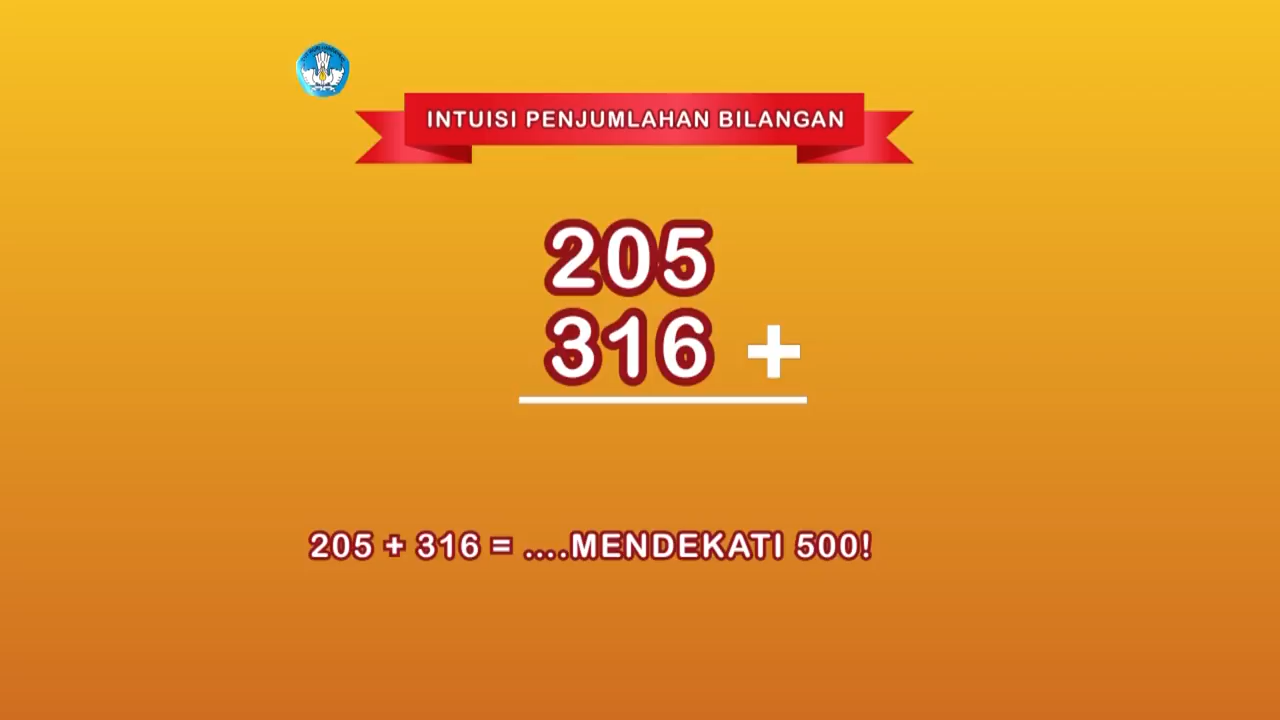 INTUISI PENJUMLAHAN BILANGAN
205
316 +
205 + 316 = ....MENDEKATI 500!